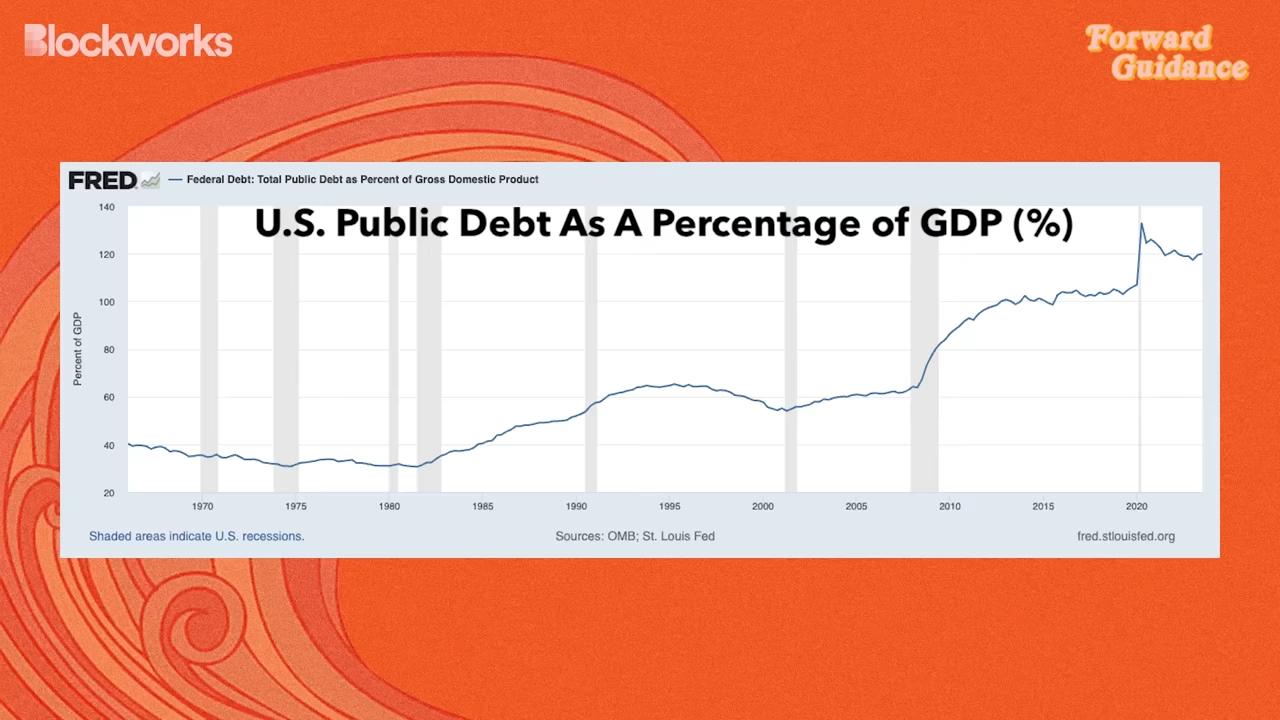 Blockworks
Forward
Guidance
FRED
Federal Debt: Total Public Debt as Percent of Gross Domestic Product
U.S. Public Debt As A Percentage of GDP (%)
Percent of GDP
140
120
100
80
60
40
20
1970 1975 1980 1985 1990 1995 2000 2005 2010 2015 2020
Shaded areas indicate U.S. recessions. Sources: OMB; St. Louis Fed fred.stlouisfed.org